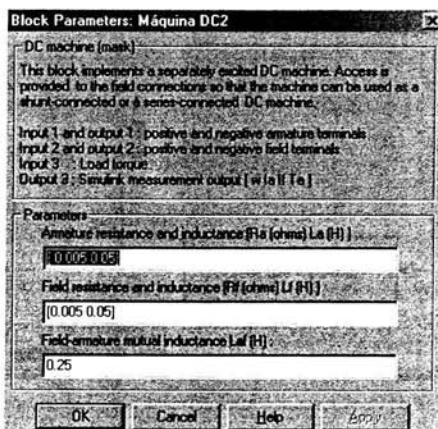 Block Parameters: Máquina DC2
DC machine (mask)
This block implements a separately excited DC machine. Access is
provided to the field connections so that the machine can be used as a
shunt-connected or a series-connected DC machine.
Input 1 and output 1 : positive and negative armature terminals
Input 2 and output 2 : positive and negative field terminals
Input 3 : Load torque
Output 3 : Simulink measurement output [ w Ia If Te ]
Parameters
Armature resistance and inductance [Ra (ohms) La (H) ]
[ 0.005 0.05]
Field resistance and inductance [Rf (ohms) Lf (H) ]
[0.005 0.05]
Field-armature mutual inductance Laf (H) :
0.25
OK Cancel Help Apply